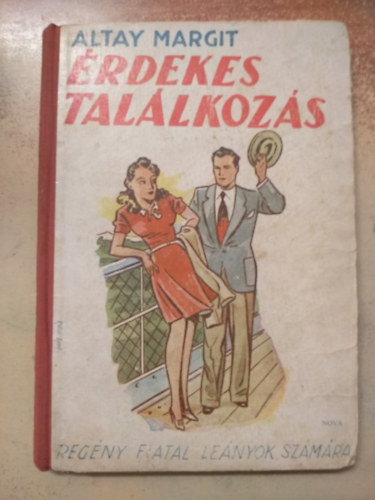 ALTAY MARGIT
ÉRDEKES
TALÁLKOZÁS
REGÉNY FIATAL LEÁNYOK SZÁMÁRA